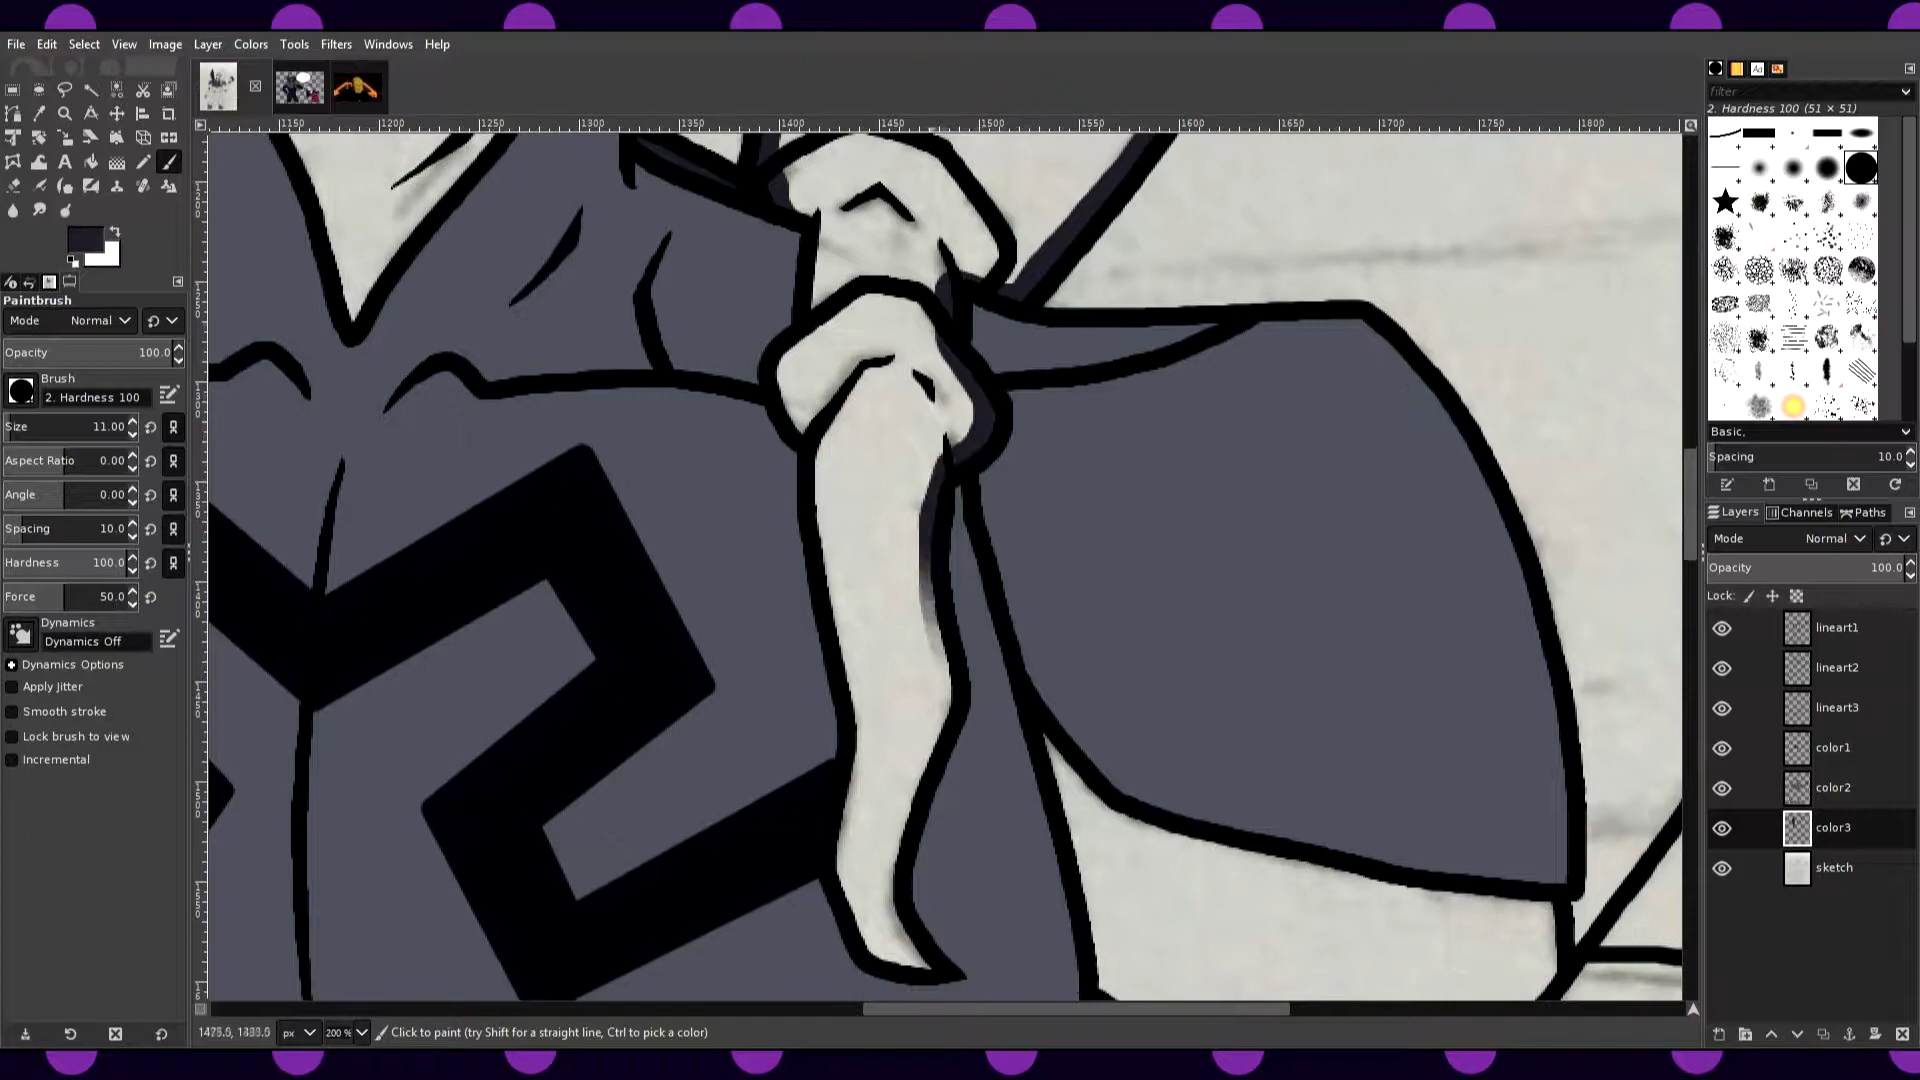 File Edit Select View Image Layer Colors Tools Filters Windows Help
Paintbrush
Mode Normal
Opacity 100.0
Brush
2. Hardness 100
Size 11.00
Aspect Ratio 0.00
Angle 0.00
Spacing 10.0
Hardness 100.0
Force 50.0
Dynamics
Dynamics Off
Dynamics Options
Apply Jitter
Smooth stroke
Lock brush to view
Incremental
1150 1200 1250 1300 1350 1400 1450 1500 1550 1600 1650 1700 1750 1800
px 200 % Click to paint (try Shift for a straight line, Ctrl to pick a color)
filter
2. Hardness 100 (51 × 51)
Basic,
Spacing 10.0
Layers Channels Paths
Mode Normal
Opacity 100.0
Lock:
lineart1
lineart2
lineart3
color1
color2
color3
sketch